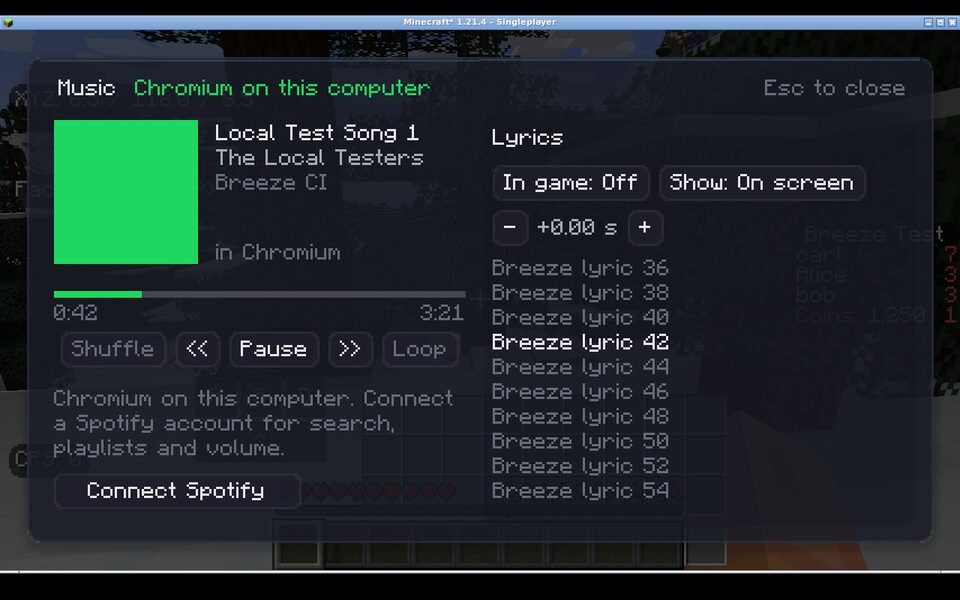 Minecraft* 1.21.4 - Singleplayer
Music Chromium on this computer
Esc to close
Local Test Song 1
The Local Testers
Breeze CI
in Chromium
0:42 3:21
Shuffle << Pause >> Loop
Chromium on this computer. Connect
a Spotify account for search,
playlists and volume.
Connect Spotify
Lyrics
In game: Off Show: On screen
- +0.00 s +
Breeze lyric 36
Breeze lyric 38
Breeze lyric 40
Breeze lyric 42
Breeze lyric 44
Breeze lyric 46
Breeze lyric 48
Breeze lyric 50
Breeze lyric 52
Breeze lyric 54
Breeze Test
carl 7
Alice 3
bob 3
Coins: 1,250 1